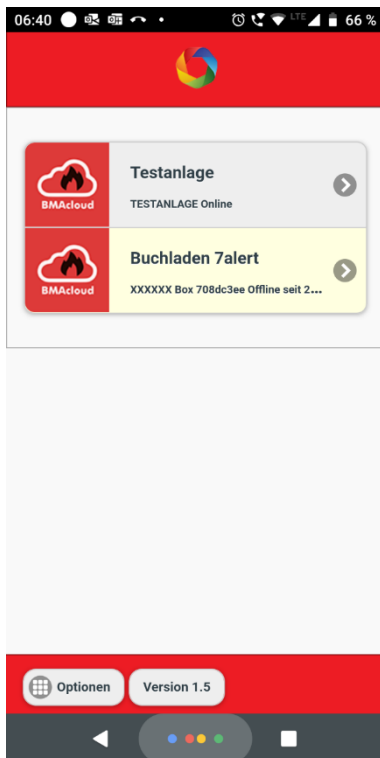 06:40
LTE
66 %
BMAcloud
Testanlage
TESTANLAGE Online
BMAcloud
Buchladen 7alert
XXXXXX Box 708dc3ee Offline seit 2...
Optionen
Version 1.5